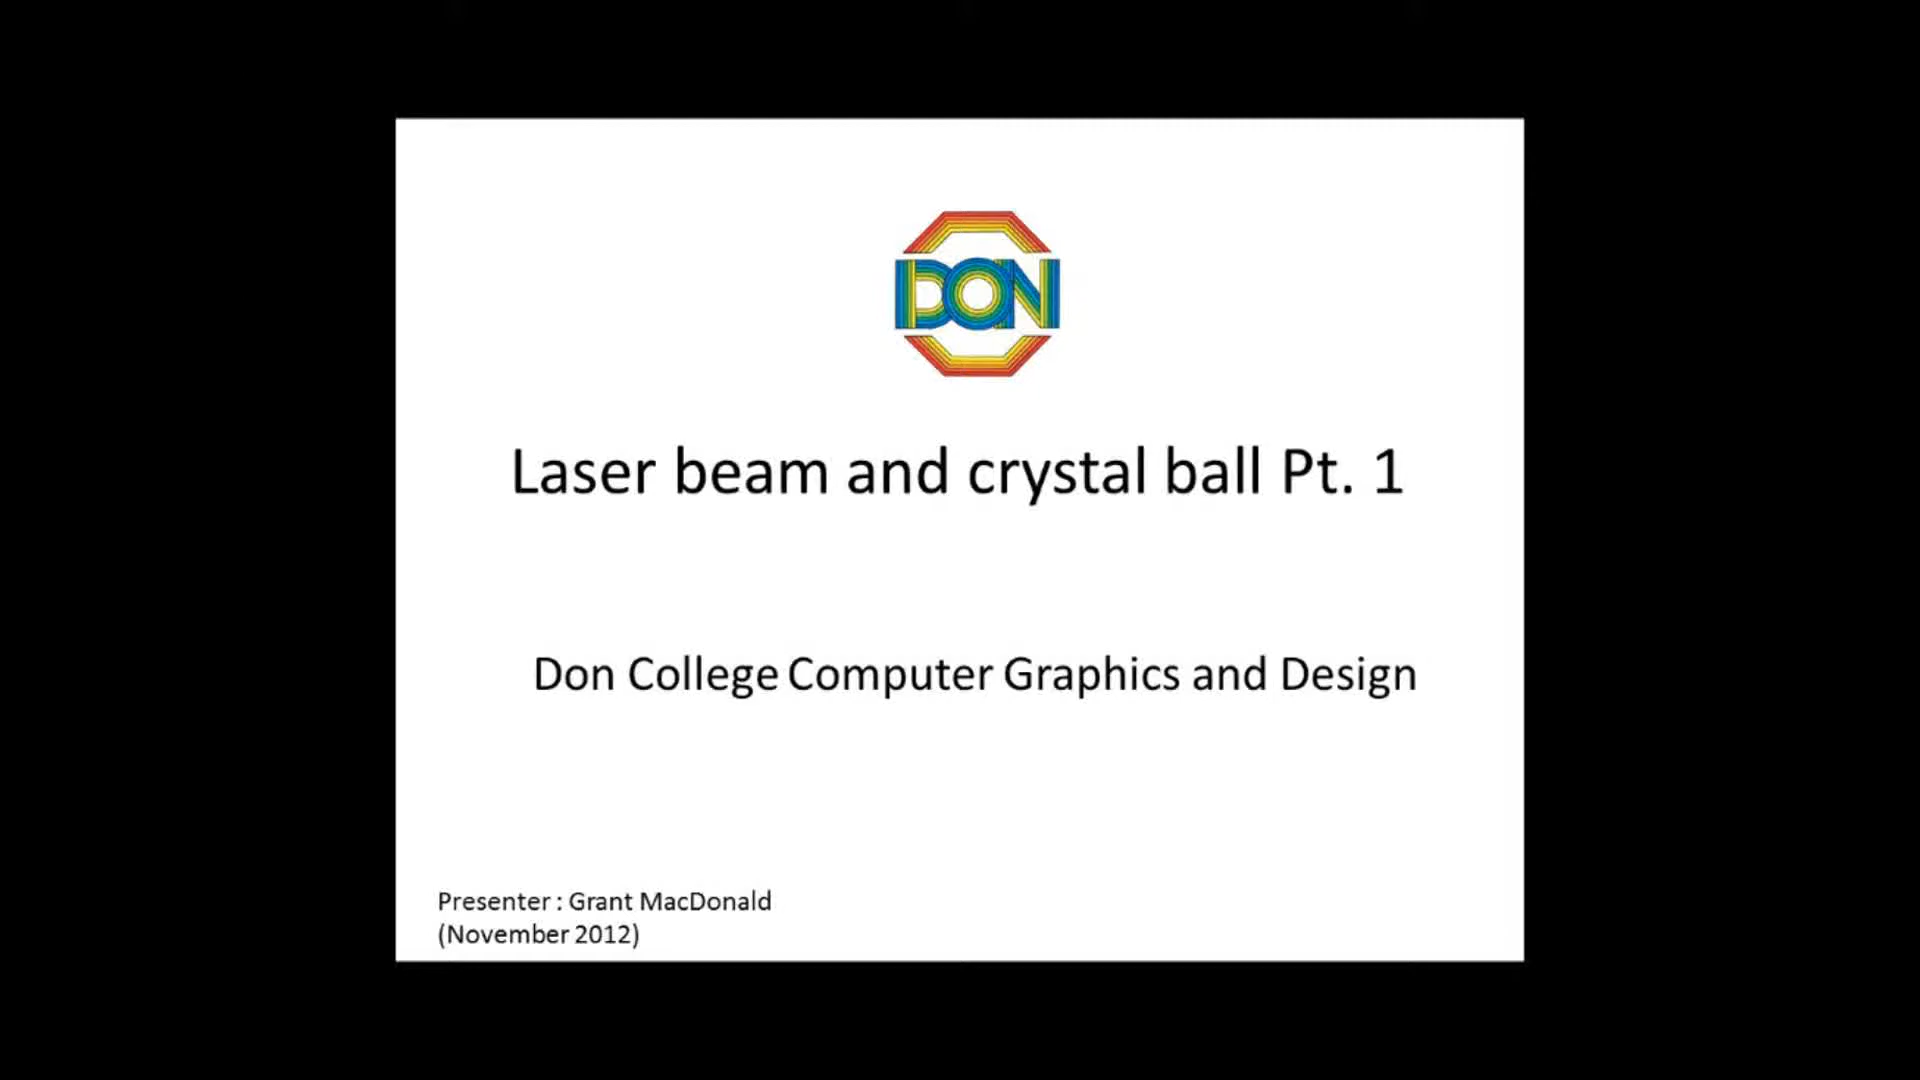 DON
Laser beam and crystal ball Pt. 1
Don College Computer Graphics and Design
Presenter : Grant MacDonald
(November 2012)